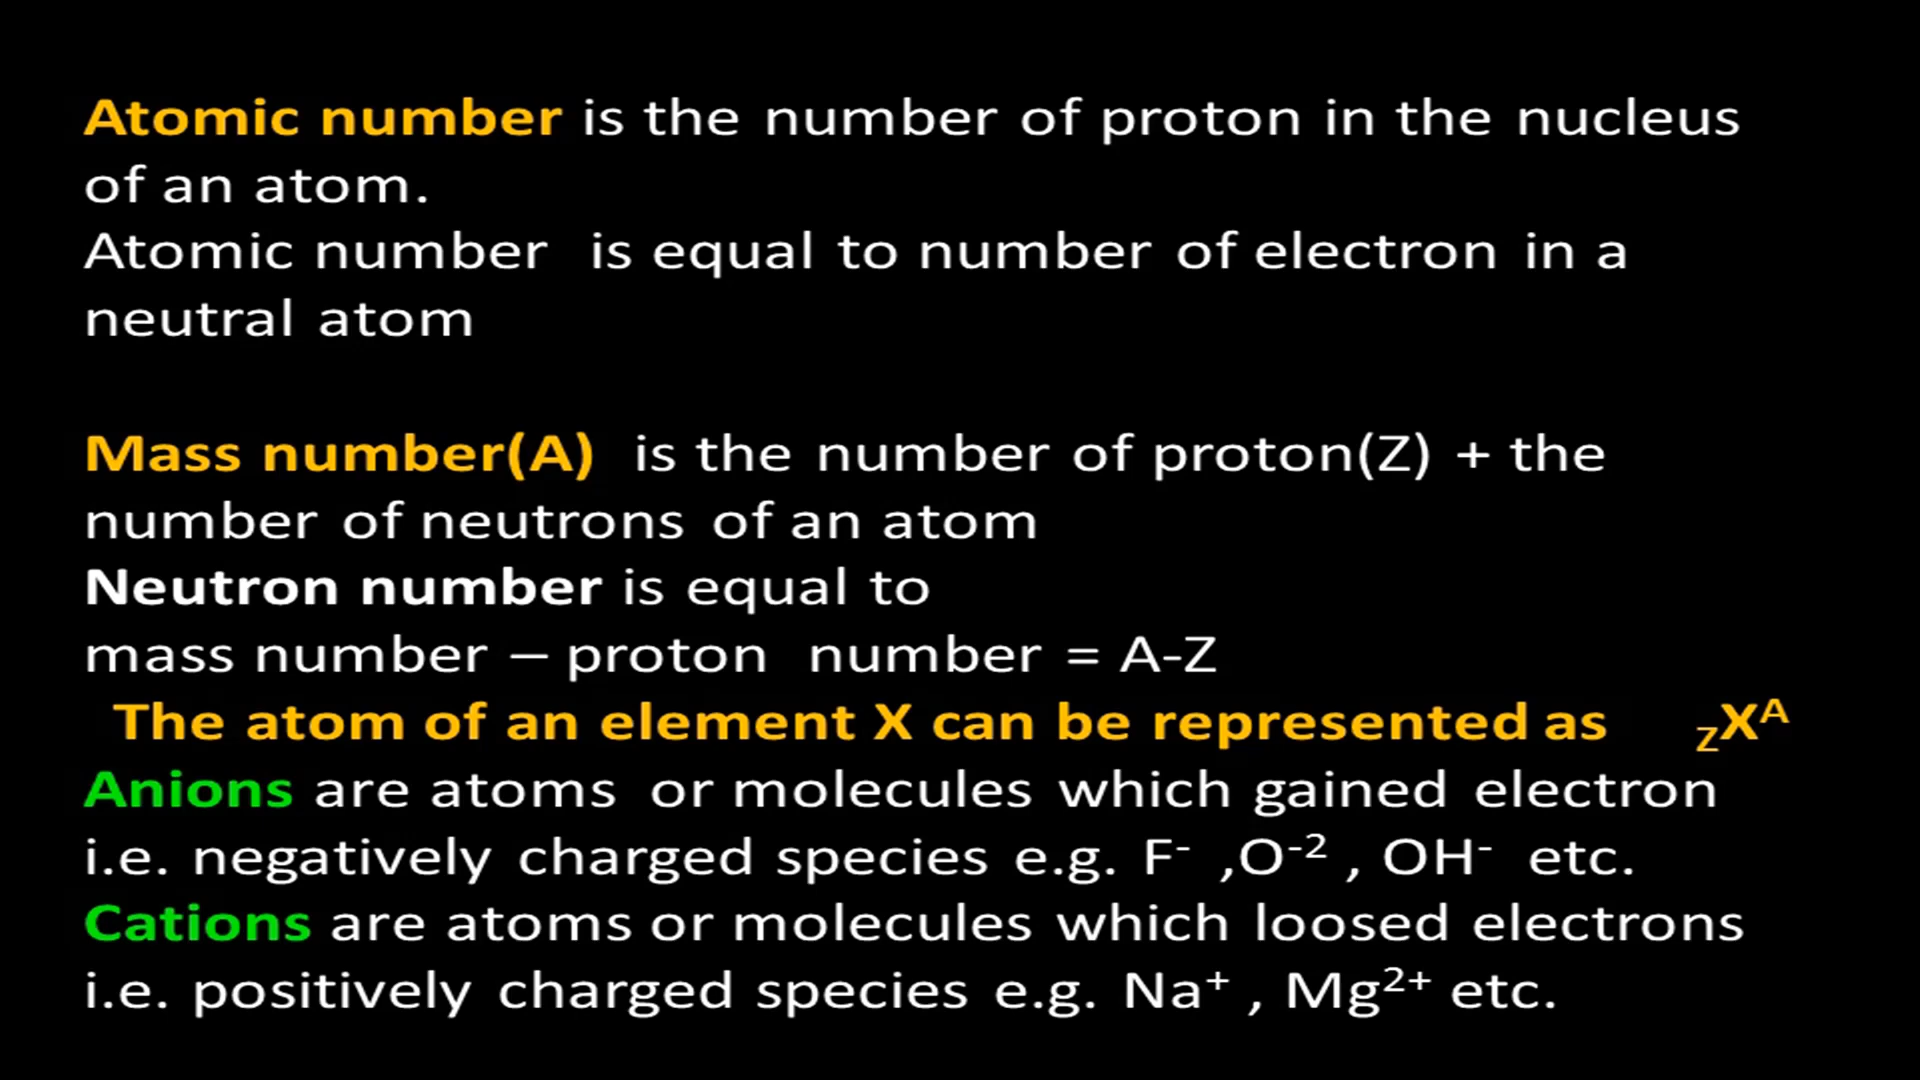 Atomic number is the number of proton in the nucleus
of an atom.
Atomic number is equal to number of electron in a
neutral atom
Mass number(A) is the number of proton(Z) + the
number of neutrons of an atom
Neutron number is equal to
mass number – proton number = A-Z
The atom of an element X can be represented as ZXᴬ
Anions are atoms or molecules which gained electron
i.e. negatively charged species e.g. F⁻ ,O⁻² , OH⁻ etc.
Cations are atoms or molecules which loosed electrons
i.e. positively charged species e.g. Na⁺ , Mg²⁺ etc.